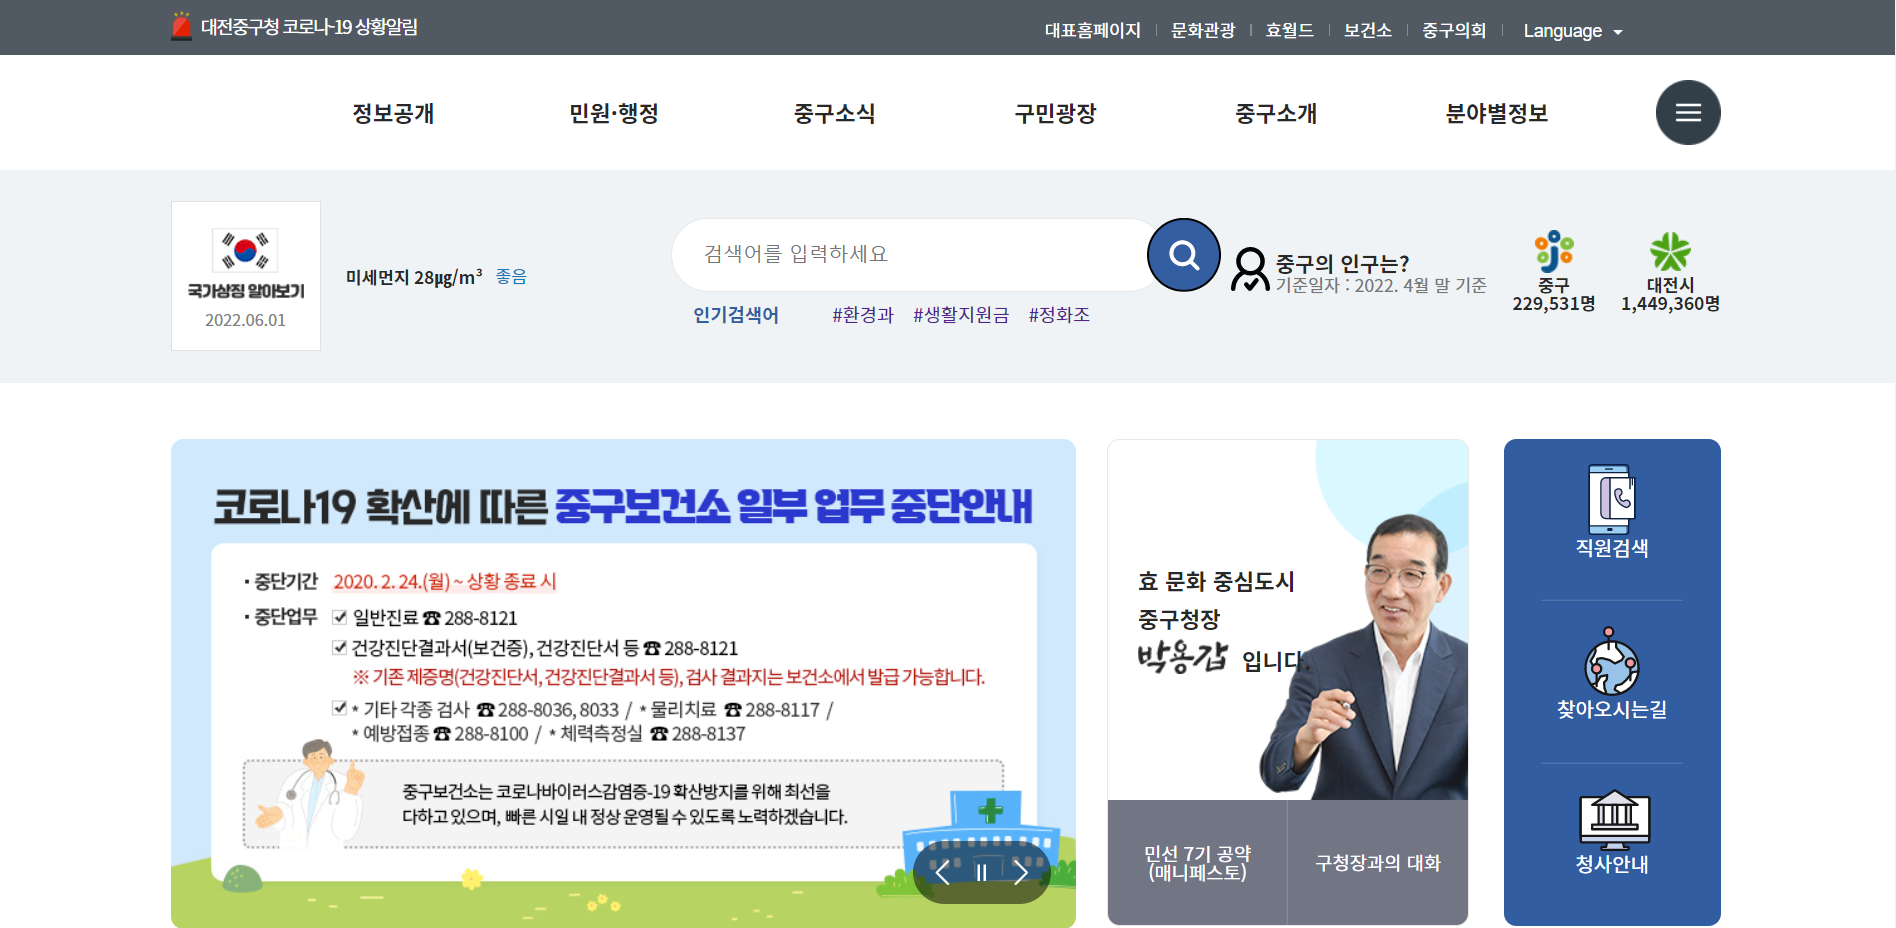 대전중구청 코로나-19 상황알림
대표홈페이지
문화관광
효월드
보건소
중구의회
Language
정보공개
민원·행정
중구소식
구민광장
중구소개
분야별정보
국가상징 알아보기
2022.06.01
미세먼지 28㎍/m³ 좋음
검색어를 입력하세요
인기검색어 #환경과 #생활지원금 #정화조
중구의 인구는?
기준일자 : 2022. 4월 말 기준
중구
229,531명
대전시
1,449,360명
코로나19 확산에 따른 중구보건소 일부 업무 중단안내
· 중단기간 2020. 2. 24.(월) ~ 상황 종료 시
· 중단업무 ☑ 일반진료 ☎ 288-8121
☑ 건강진단결과서(보건증), 건강진단서 등 ☎ 288-8121
※ 기존 제증명(건강진단서, 건강진단결과서 등), 검사 결과지는 보건소에서 발급 가능합니다.
☑ * 기타 각종 검사 ☎ 288-8036, 8033 / * 물리치료 ☎ 288-8117 /
* 예방접종 ☎ 288-8100 / * 체력측정실 ☎ 288-8137
중구보건소는 코로나바이러스감염증-19 확산방지를 위해 최선을
다하고 있으며, 빠른 시일 내 정상 운영될 수 있도록 노력하겠습니다.
효 문화 중심도시
중구청장
박용갑 입니다.
민선 7기 공약
(매니페스토)
구청장과의 대화
직원검색
찾아오시는길
청사안내